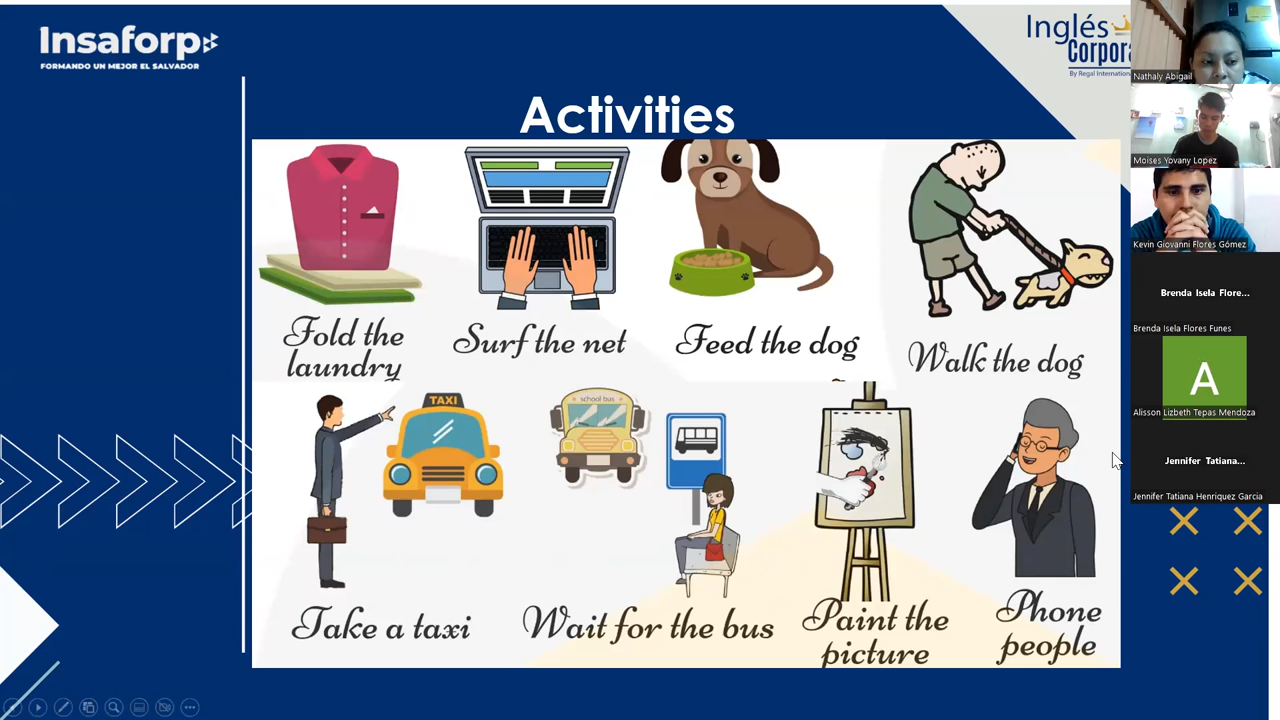 Insaforp
FORMANDO UN MEJOR EL SALVADOR
Inglés
Corpora
By Regal Internation
Activities
Fold the
laundry
Surf the net
Feed the dog
Walk the dog
TAXI
school bus
Take a taxi
Wait for the bus
Paint the
picture
Phone
people
Nathaly Abigail
Moises Yovany Lopez
Kevin Giovanni Flores Gómez
Brenda Isela Flore...
Brenda Isela Flores Funes
A
Alisson Lizbeth Tepas Mendoza
Jennifer Tatiana...
Jennifer Tatiana Henriquez Garcia